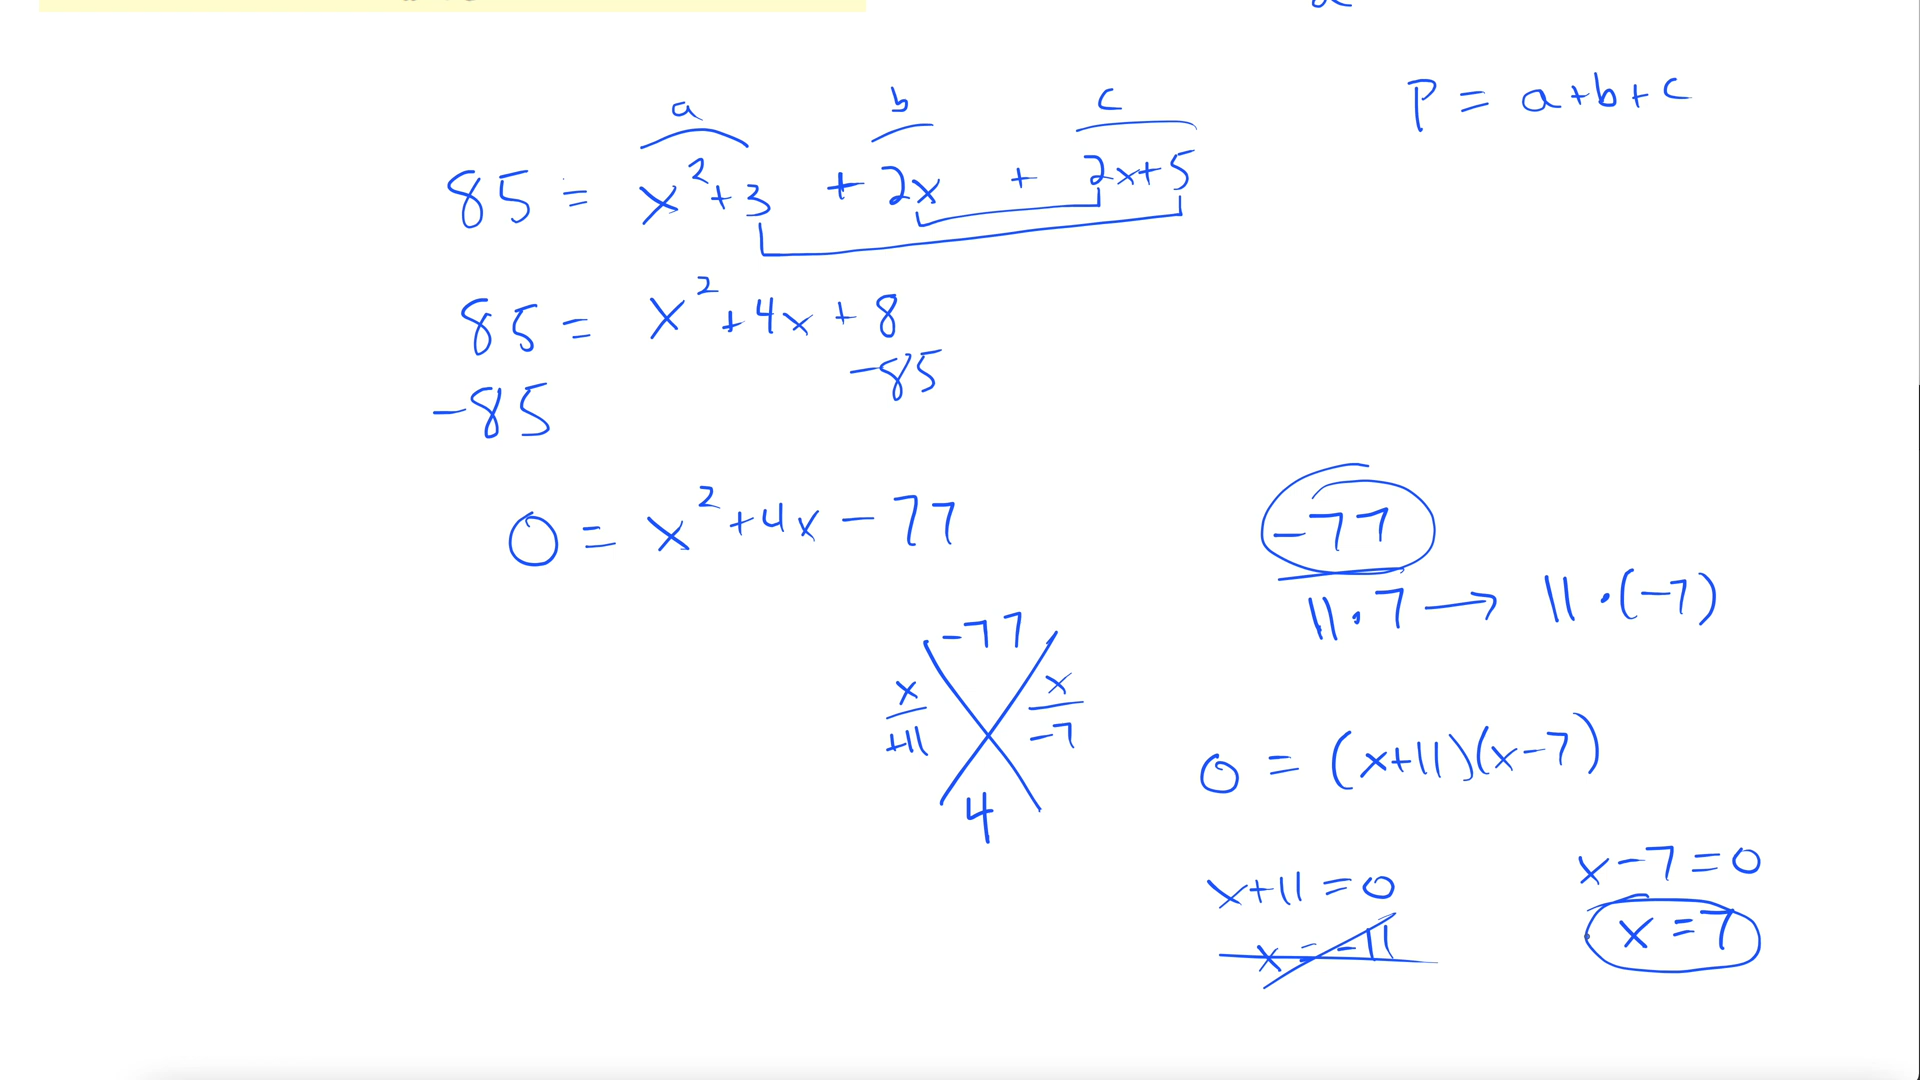 a b c
P = a+b+c
85 = x²+3 + 2x + 2x+5
85 = x²+4x+8
-85 -85
0 = x²+4x-77
-77
11·7 → 11·(-7)
-77
x x
+11 -7
4
0 = (x+11)(x-7)
x+11=0 x-7=0
x=-11 x=7